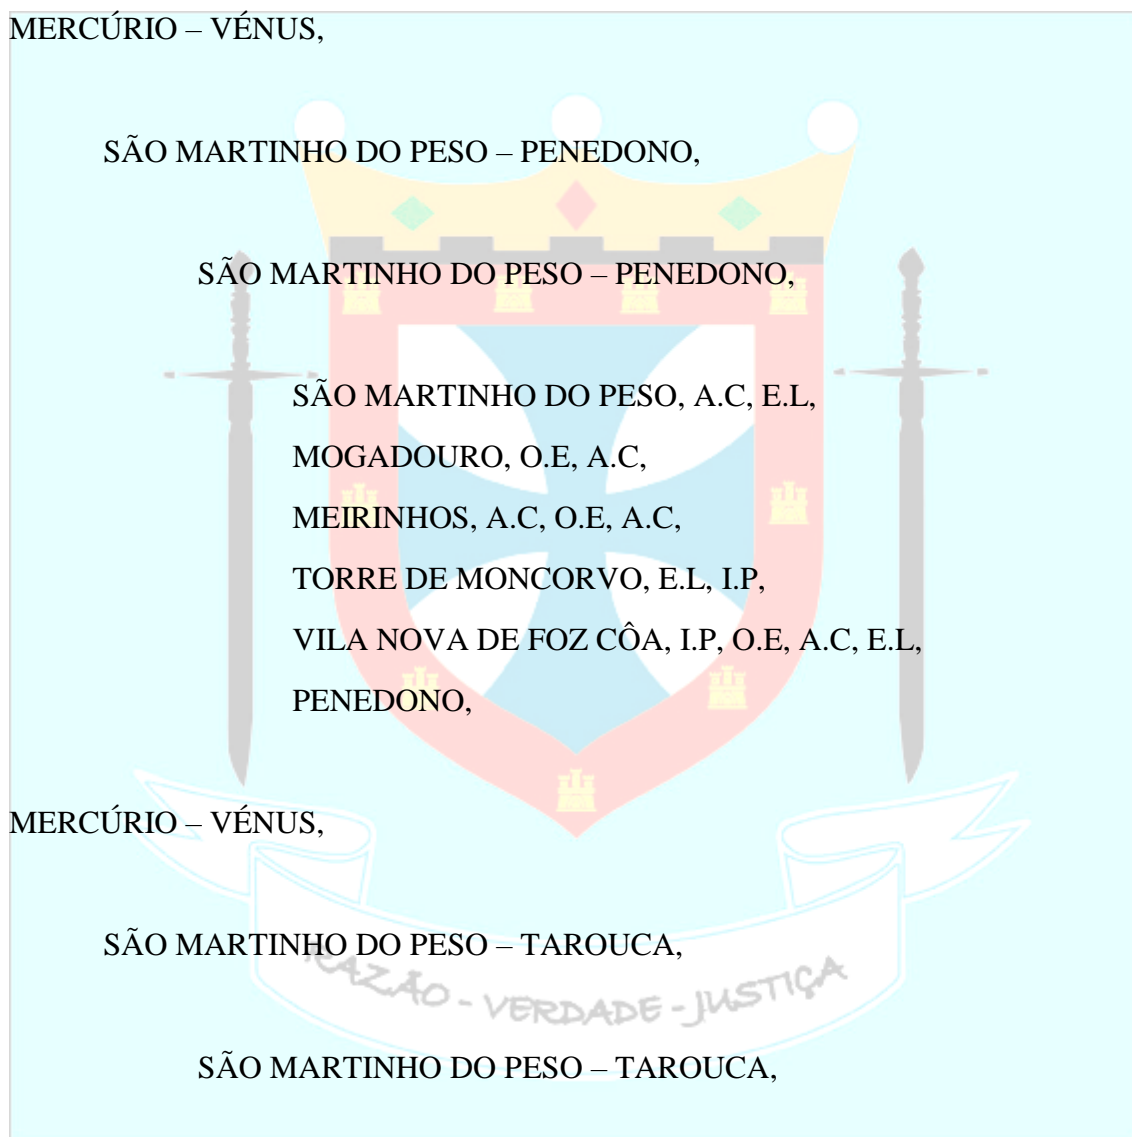 MERCÚRIO – VÉNUS,
SÃO MARTINHO DO PESO – PENEDONO,
SÃO MARTINHO DO PESO – PENEDONO,
SÃO MARTINHO DO PESO, A.C, E.L,
MOGADOURO, O.E, A.C,
MEIRINHOS, A.C, O.E, A.C,
TORRE DE MONCORVO, E.L, I.P,
VILA NOVA DE FOZ CÔA, I.P, O.E, A.C, E.L,
PENEDONO,
MERCÚRIO – VÉNUS,
SÃO MARTINHO DO PESO – TAROUCA,
RAZÃO - VERDADE - JUSTIÇA
SÃO MARTINHO DO PESO – TAROUCA,